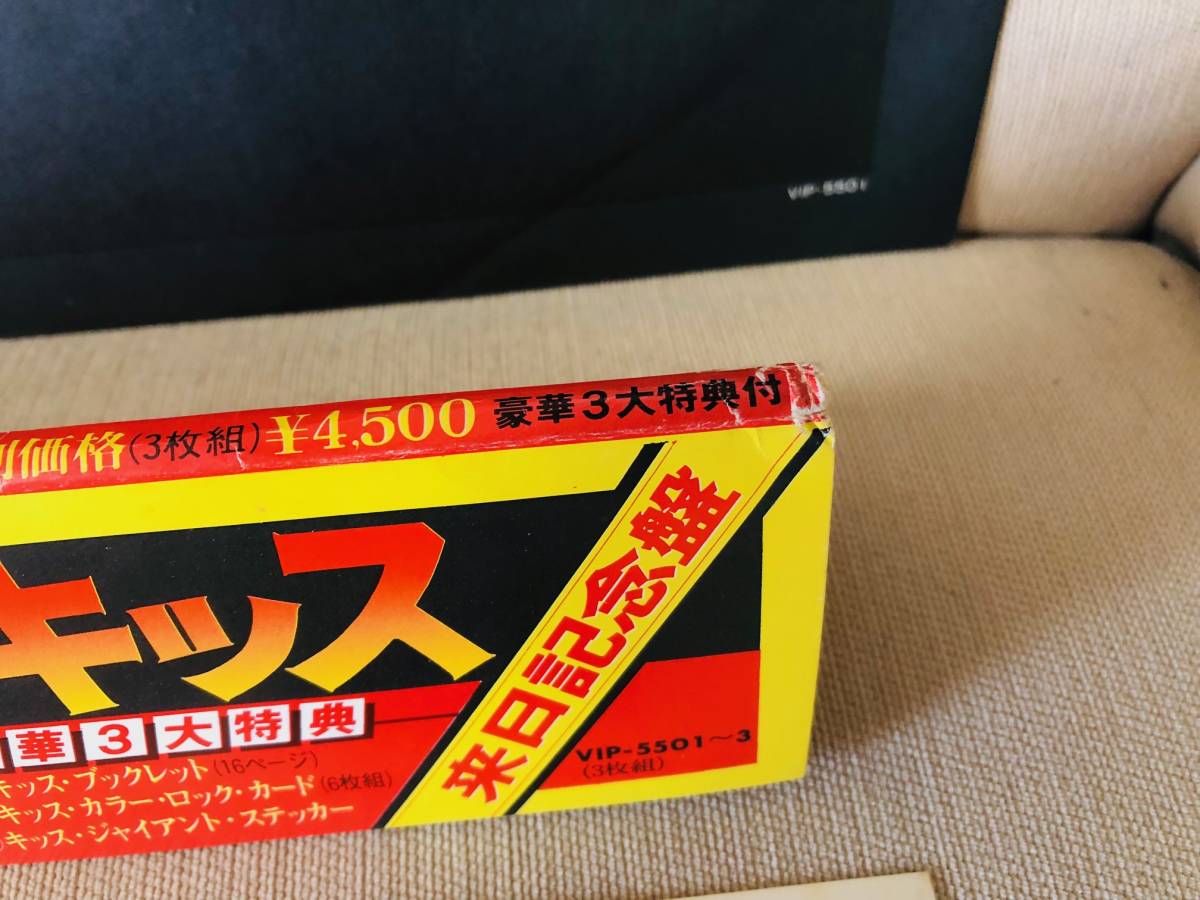 VIP-5501
価格(3枚組)¥4,500 豪華3大特典付
キッス
来日記念盤
華3大特典
キッス・ブックレット(16ページ)
キッス・カラー・ロック・カード(6枚組)
キッス・ジャイアント・ステッカー
VIP-5501〜3
(3枚組)